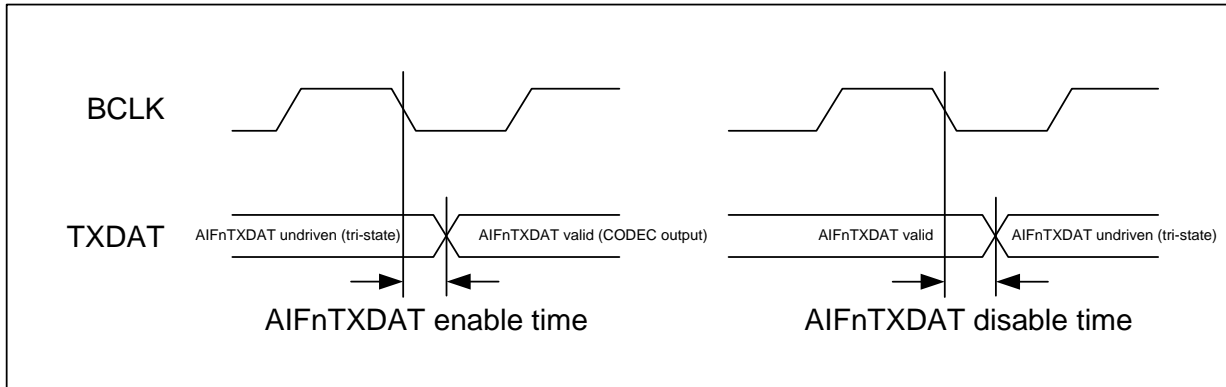 BCLK
TXDAT
AIFnTXDAT undriven (tri-state)
AIFnTXDAT valid (CODEC output)
AIFnTXDAT enable time
AIFnTXDAT valid
AIFnTXDAT undriven (tri-state)
AIFnTXDAT disable time